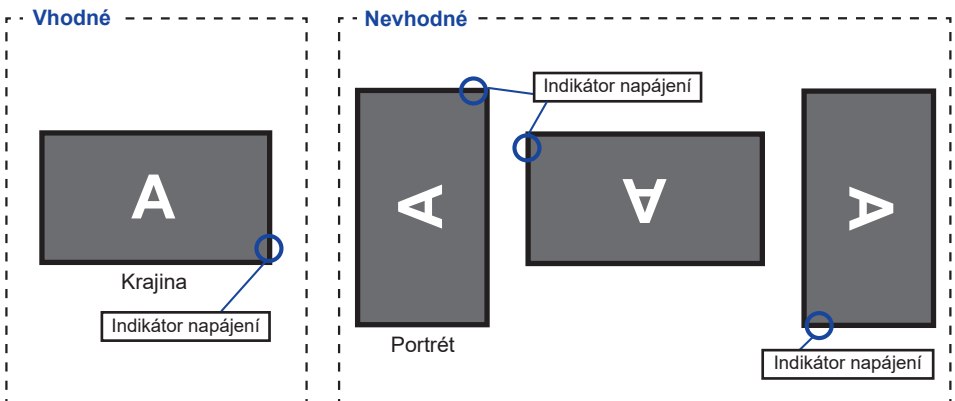 Vhodné
A
Krajina
Indikátor napájení
Nevhodné
Indikátor napájení
A
A
A
Portrét
Indikátor napájení